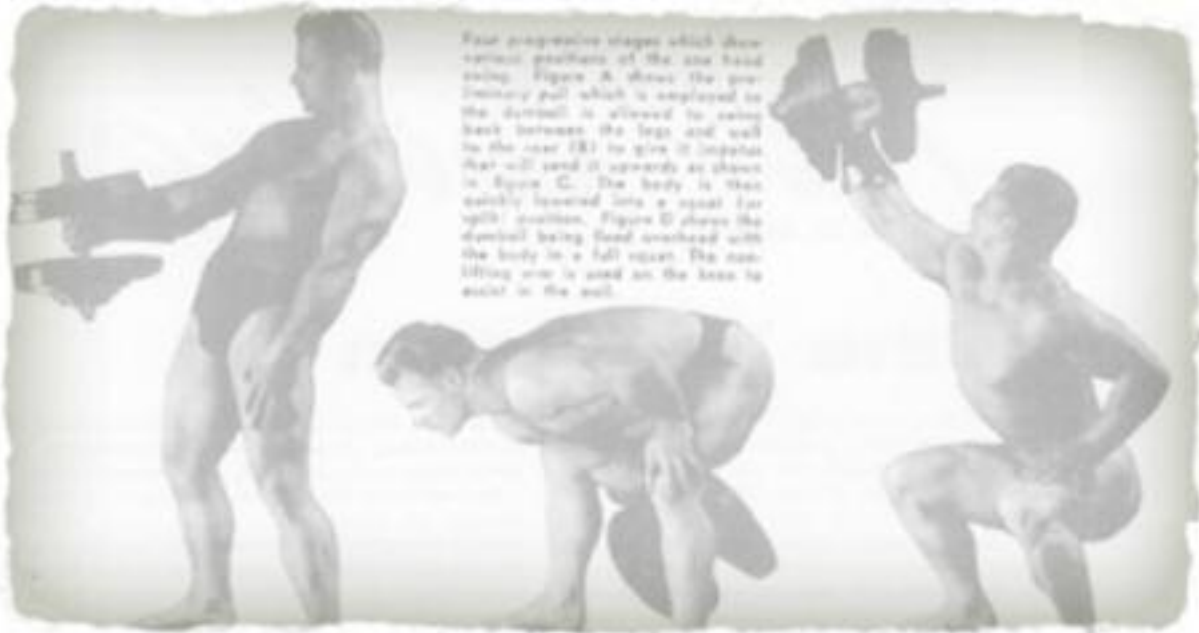 Four progressive stages which show
various positions of the one hand
swing. Figure A shows the pre-
liminary pull which is employed as
the dumbell is allowed to swing
back between the legs and well
to the rear (B) to give it impetus
that will send it upwards as shown
in figure C. The body is then
quickly lowered into a squat (or
split) position. Figure D shows the
dumbell being fixed overhead with
the body in a full squat. The non-
lifting arm is used on the knee to
assist in the